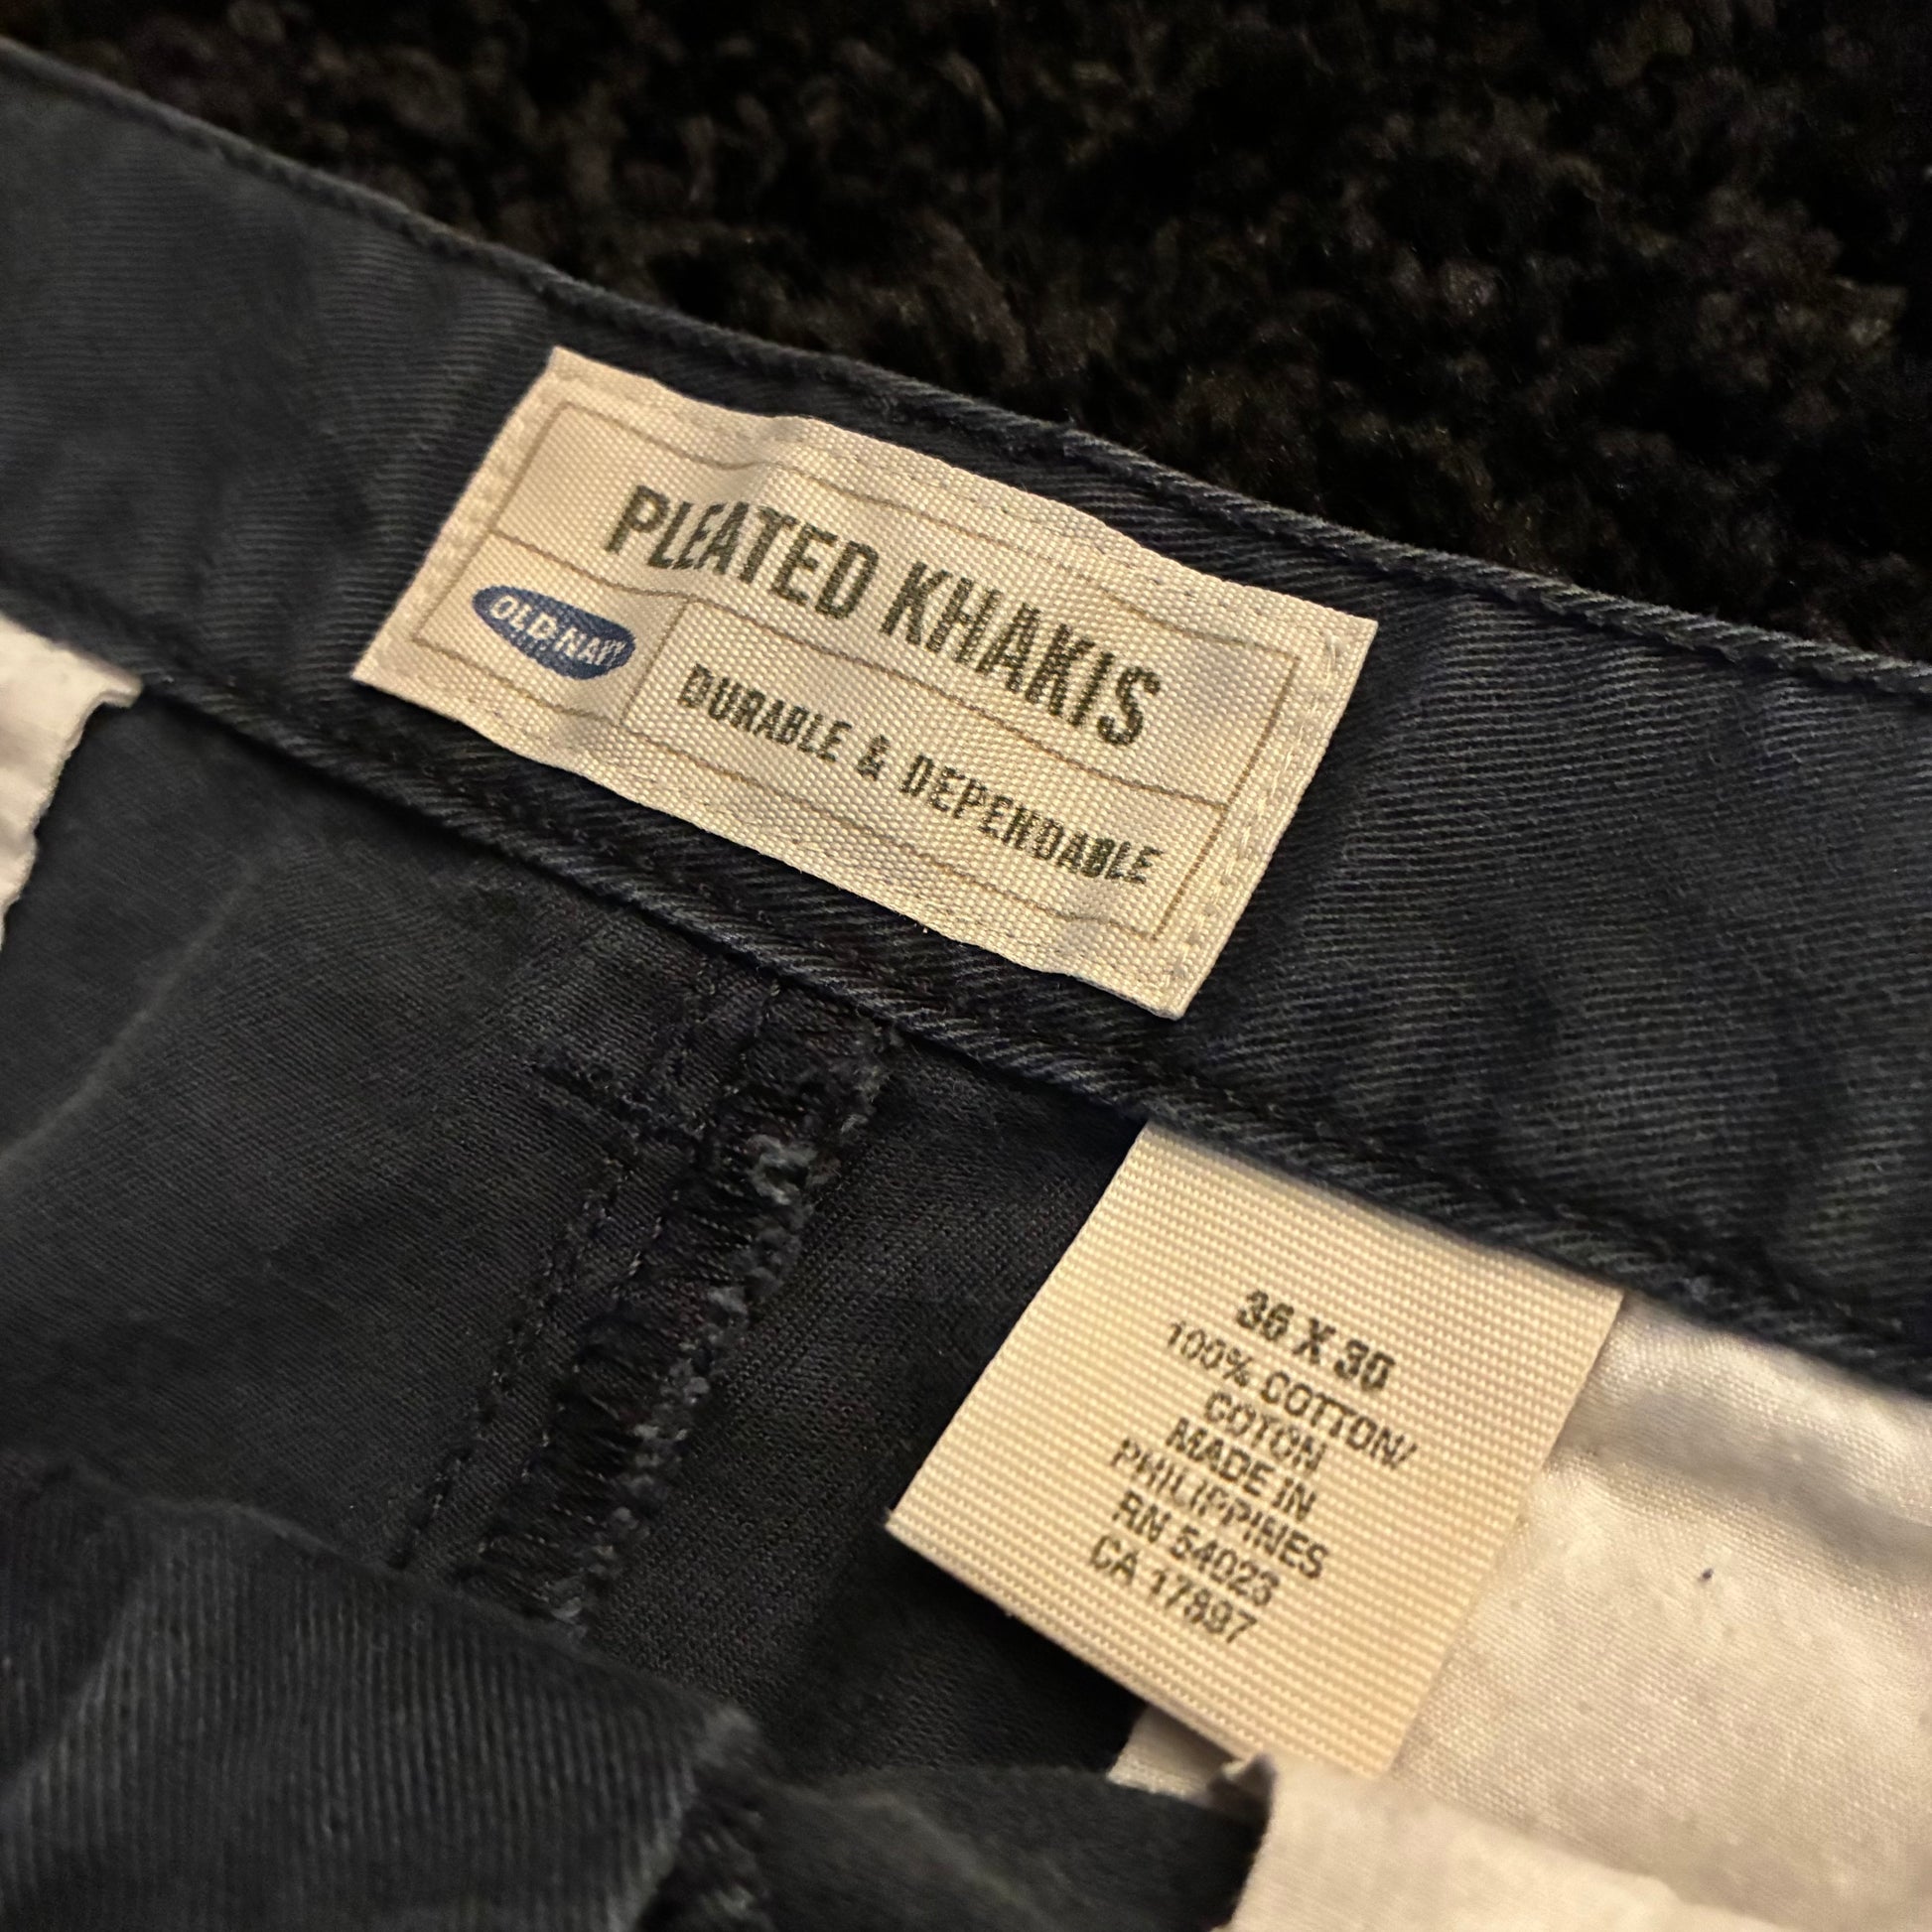 PLEATED KHAKIS
OLD NAVY
DURABLE & DEPENDABLE
36 X 30
100% COTTON/
COTON
MADE IN
PHILIPPINES
RN 54023
CA 17897